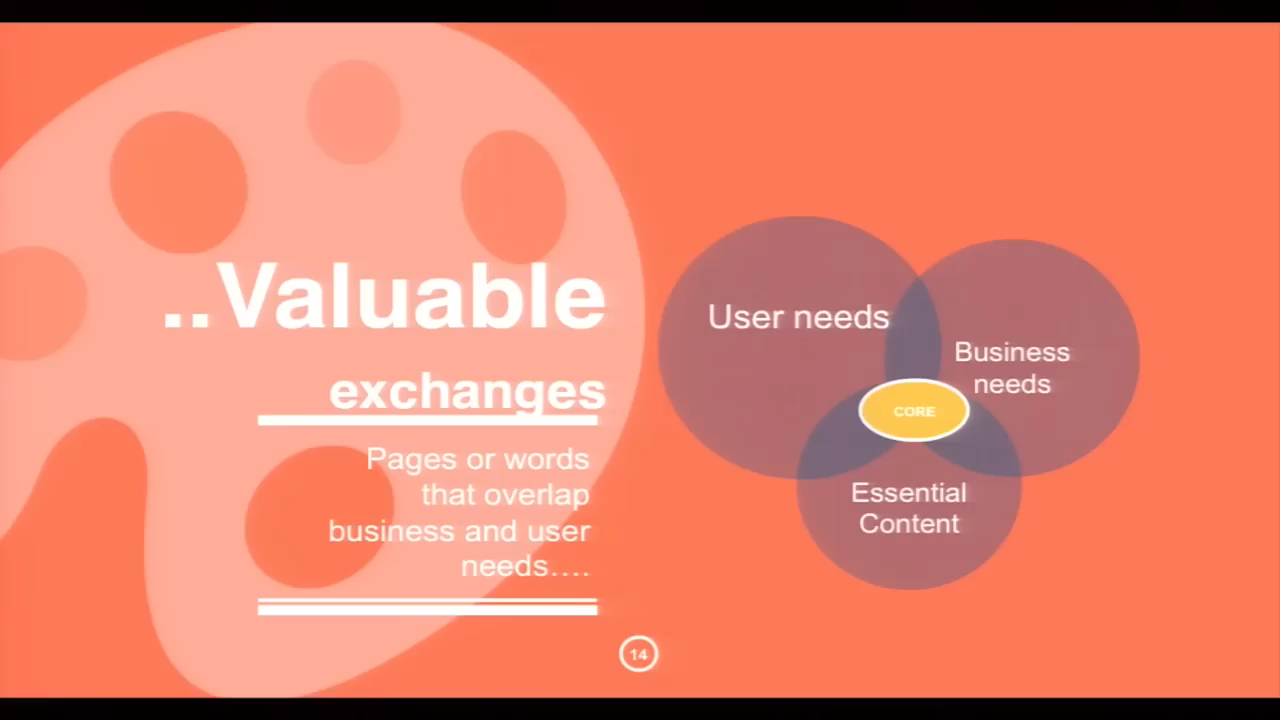 ..Valuable
exchanges
Pages or words
that overlap
business and user
needs....
User needs
Business
needs
CORE
Essential
Content
14